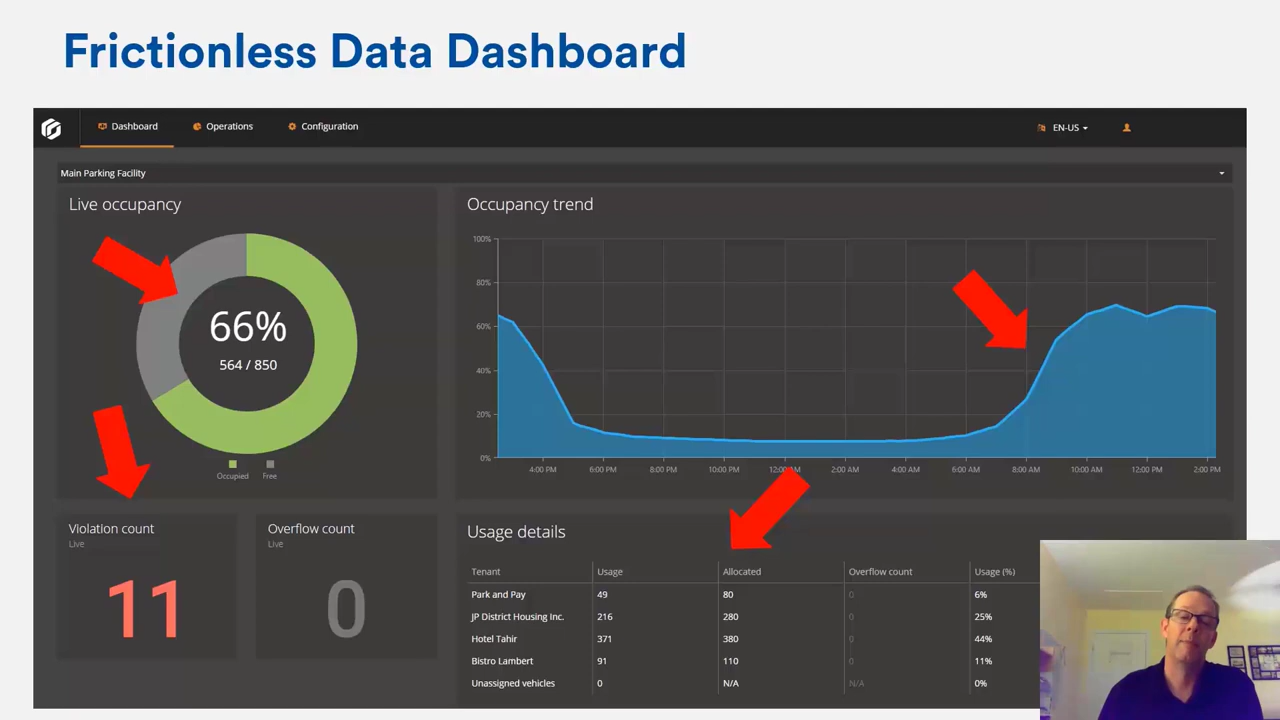 Frictionless Data Dashboard
Dashboard Operations Configuration EN-US
Main Parking Facility
Live occupancy
66%
564 / 850
Occupied Free
Occupancy trend
100%
80%
60%
40%
20%
0%
4:00 PM 6:00 PM 8:00 PM 10:00 PM 12:00 AM 2:00 AM 4:00 AM 6:00 AM 8:00 AM 10:00 AM 12:00 PM 2:00 PM
Violation count
Live
11
Overflow count
Live
0
Usage details
Tenant Usage Allocated Overflow count Usage (%)
Park and Pay 49 80 0 6%
JP District Housing Inc. 216 280 0 25%
Hotel Tahir 371 380 0 44%
Bistro Lambert 91 110 0 11%
Unassigned vehicles 0 N/A N/A 0%